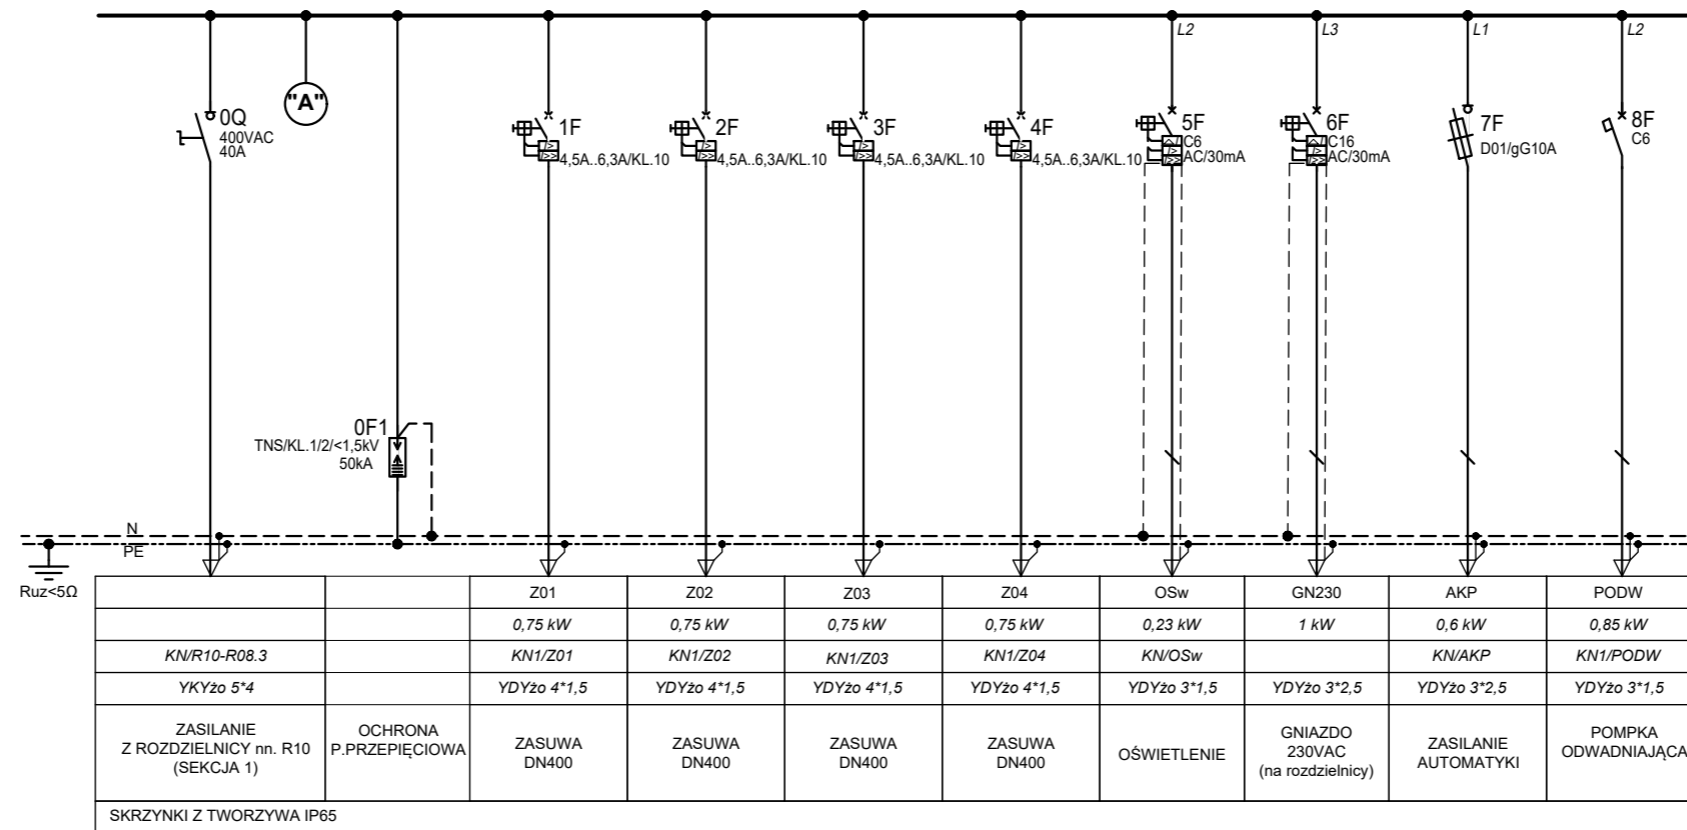 L2
L3
L1
L2
"A"
0Q
400VAC
40A
1F
4,5A..6,3A/KL.10
I>
I>>
2F
4,5A..6,3A/KL.10
I>
I>>
3F
4,5A..6,3A/KL.10
I>
I>>
4F
4,5A..6,3A/KL.10
I>
I>>
5F
C6
AC/30mA
I>
I>>
6F
C16
AC/30mA
I>
I>>
7F
D01/gG10A
8F
C6
0F1
TNS/KL.1/2/<1,5kV
50kA
N
PE
Ruz<5Ω
Z01 Z02 Z03 Z04 OSw GN230 AKP PODW
0,75 kW 0,75 kW 0,75 kW 0,75 kW 0,23 kW 1 kW 0,6 kW 0,85 kW
KN/R10-R08.3 KN1/Z01 KN1/Z02 KN1/Z03 KN1/Z04 KN/OSw KN/AKP KN1/PODW
YKYżo 5*4 YDYżo 4*1,5 YDYżo 4*1,5 YDYżo 4*1,5 YDYżo 4*1,5 YDYżo 3*1,5 YDYżo 3*2,5 YDYżo 3*2,5 YDYżo 3*1,5
ZASILANIE
Z ROZDZIELNICY nn. R10
(SEKCJA 1)
OCHRONA
P.PRZEPIĘCIOWA
ZASUWA
DN400
ZASUWA
DN400
ZASUWA
DN400
ZASUWA
DN400
OŚWIETLENIE
GNIAZDO
230VAC
(na rozdzielnicy)
ZASILANIE
AUTOMATYKI
POMPKA
ODWADNIAJĄCA
SKRZYNKI Z TWORZYWA IP65